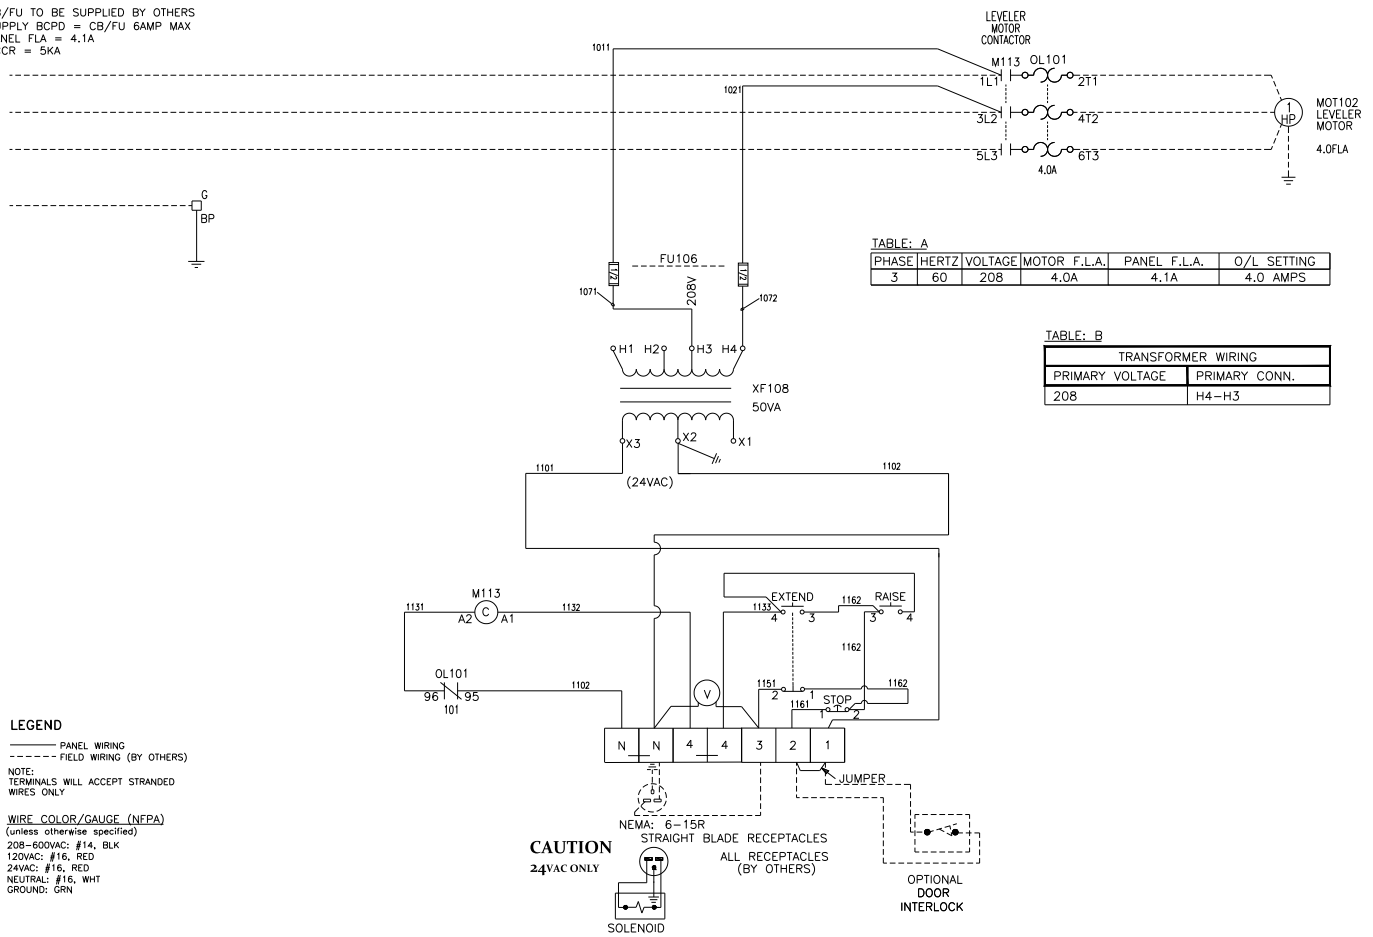 /FU TO BE SUPPLIED BY OTHERS
PPLY BCPD = CB/FU 6AMP MAX
NEL FLA = 4.1A
CR = 5KA
LEVELER
MOTOR
CONTACTOR
1011
M113
OL101
1L1
2T1
1021
3L2
4T2
1
HP
MOT102
LEVELER
MOTOR
5L3
6T3
4.0FLA
4.0A
G
BP
TABLE: A
PHASE HERTZ VOLTAGE MOTOR F.L.A. PANEL F.L.A. O/L SETTING
3 60 208 4.0A 4.1A 4.0 AMPS
FU106
1/2
1/2
208V
1071
1072
TABLE: B
TRANSFORMER WIRING
PRIMARY VOLTAGE PRIMARY CONN.
208 H4-H3
H1 H2 H3 H4
XF108
50VA
X3 X2 X1
1101
1102
(24VAC)
M113
1131
A2 C A1
1132
EXTEND
1133
4 3
1162
RAISE
3 4
1162
OL101
96 95
101
1102
V
1151
2 1
1162
STOP
1161
1 2
N N 4 4 3 2 1
JUMPER
LEGEND
PANEL WIRING
FIELD WIRING (BY OTHERS)
NOTE:
TERMINALS WILL ACCEPT STRANDED
WIRES ONLY
WIRE COLOR/GAUGE (NFPA)
(unless otherwise specified)
208-600VAC: #14, BLK
120VAC: #16, RED
24VAC: #16, RED
NEUTRAL: #16, WHT
GROUND: GRN
NEMA: 6-15R
STRAIGHT BLADE RECEPTACLES
CAUTION
24VAC ONLY
ALL RECEPTACLES
(BY OTHERS)
SOLENOID
OPTIONAL
DOOR
INTERLOCK